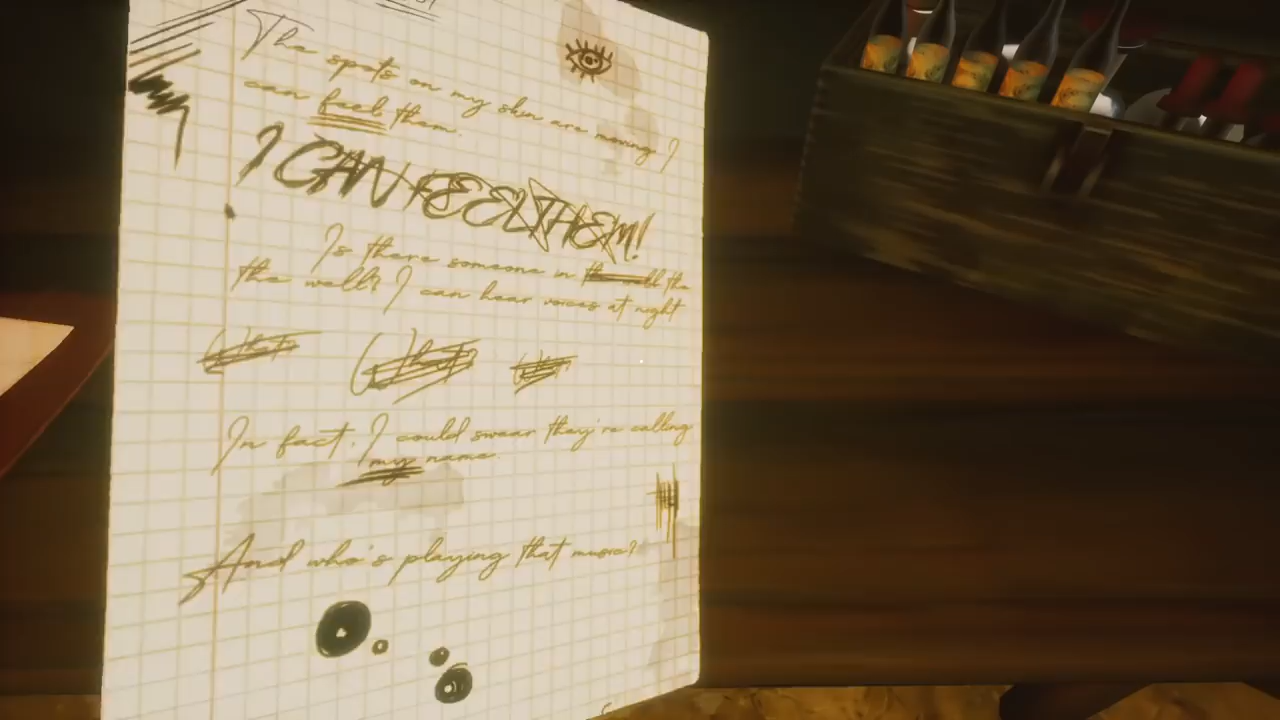 The spots on my skin are moving I
can feel them.
I CAN FEEL THEM!
Is there someone in the walls the
the well? I can hear voices at night
In fact, I could swear they're calling
my name.
And who's playing that music?